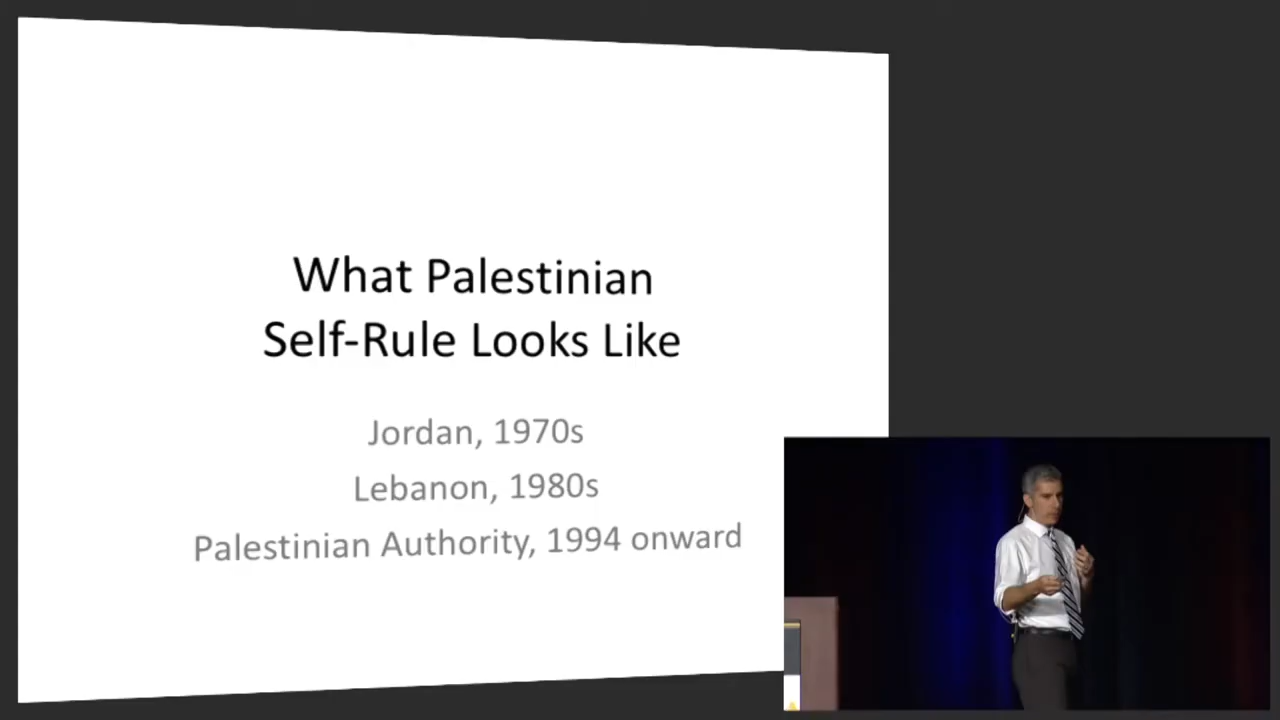 What Palestinian
Self-Rule Looks Like
Jordan, 1970s
Lebanon, 1980s
Palestinian Authority, 1994 onward